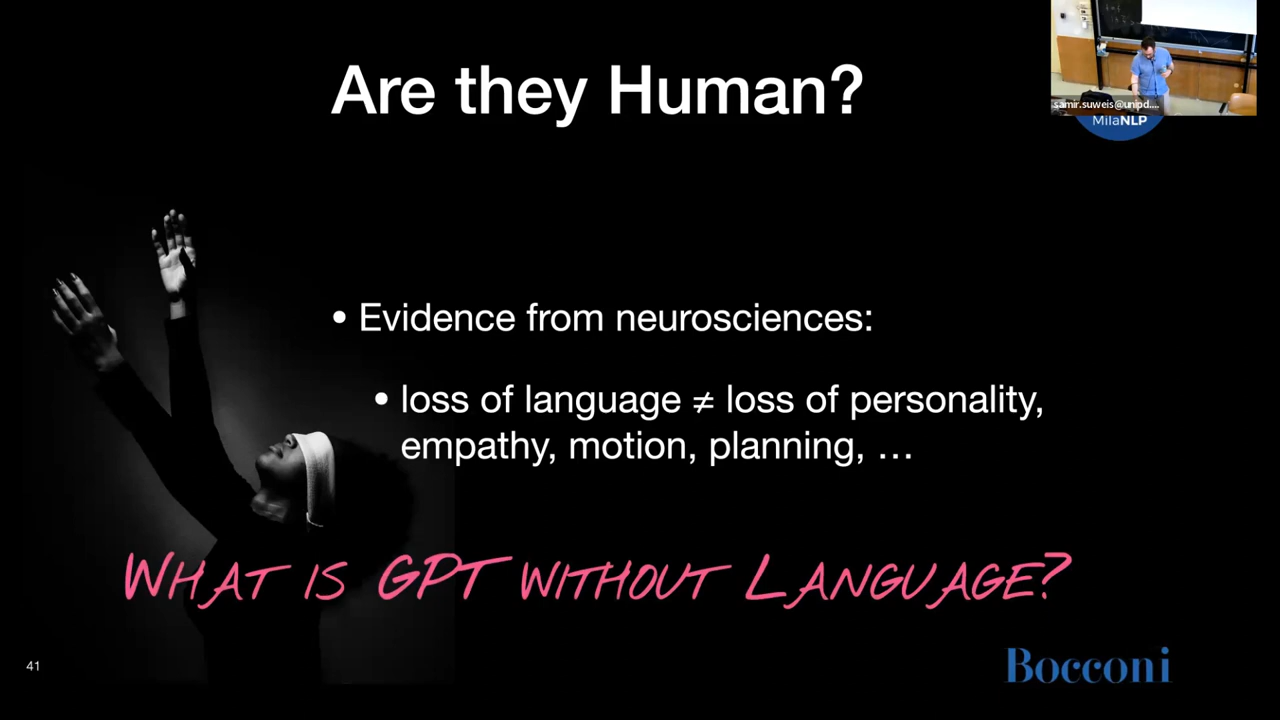 Are they Human?
samir.suweis@unipd....
MilaNLP
• Evidence from neurosciences:
• loss of language ≠ loss of personality,
empathy, motion, planning, …
WHAT IS GPT WITHOUT LANGUAGE?
41
Bocconi